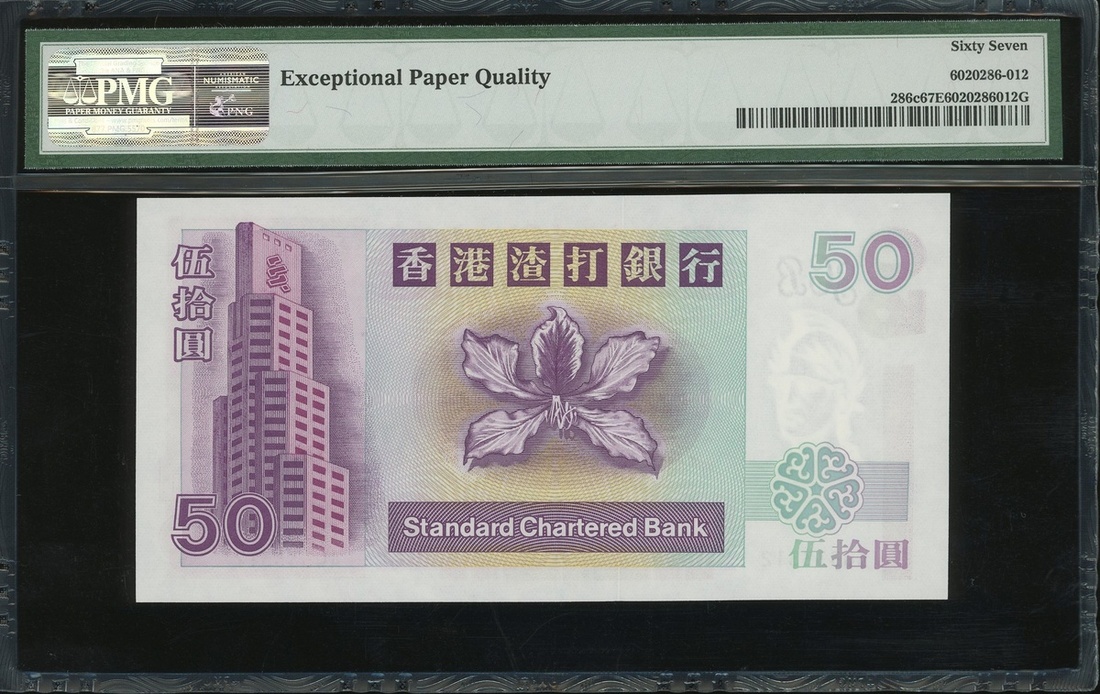 PMG
PAPER MONEY GUARANTY
NUMISMATIC
PNG
Exceptional Paper Quality
Sixty Seven
6020286-012
286c67E6020286012G
伍拾圓
香港渣打銀行
50
50
Standard Chartered Bank
伍拾圓